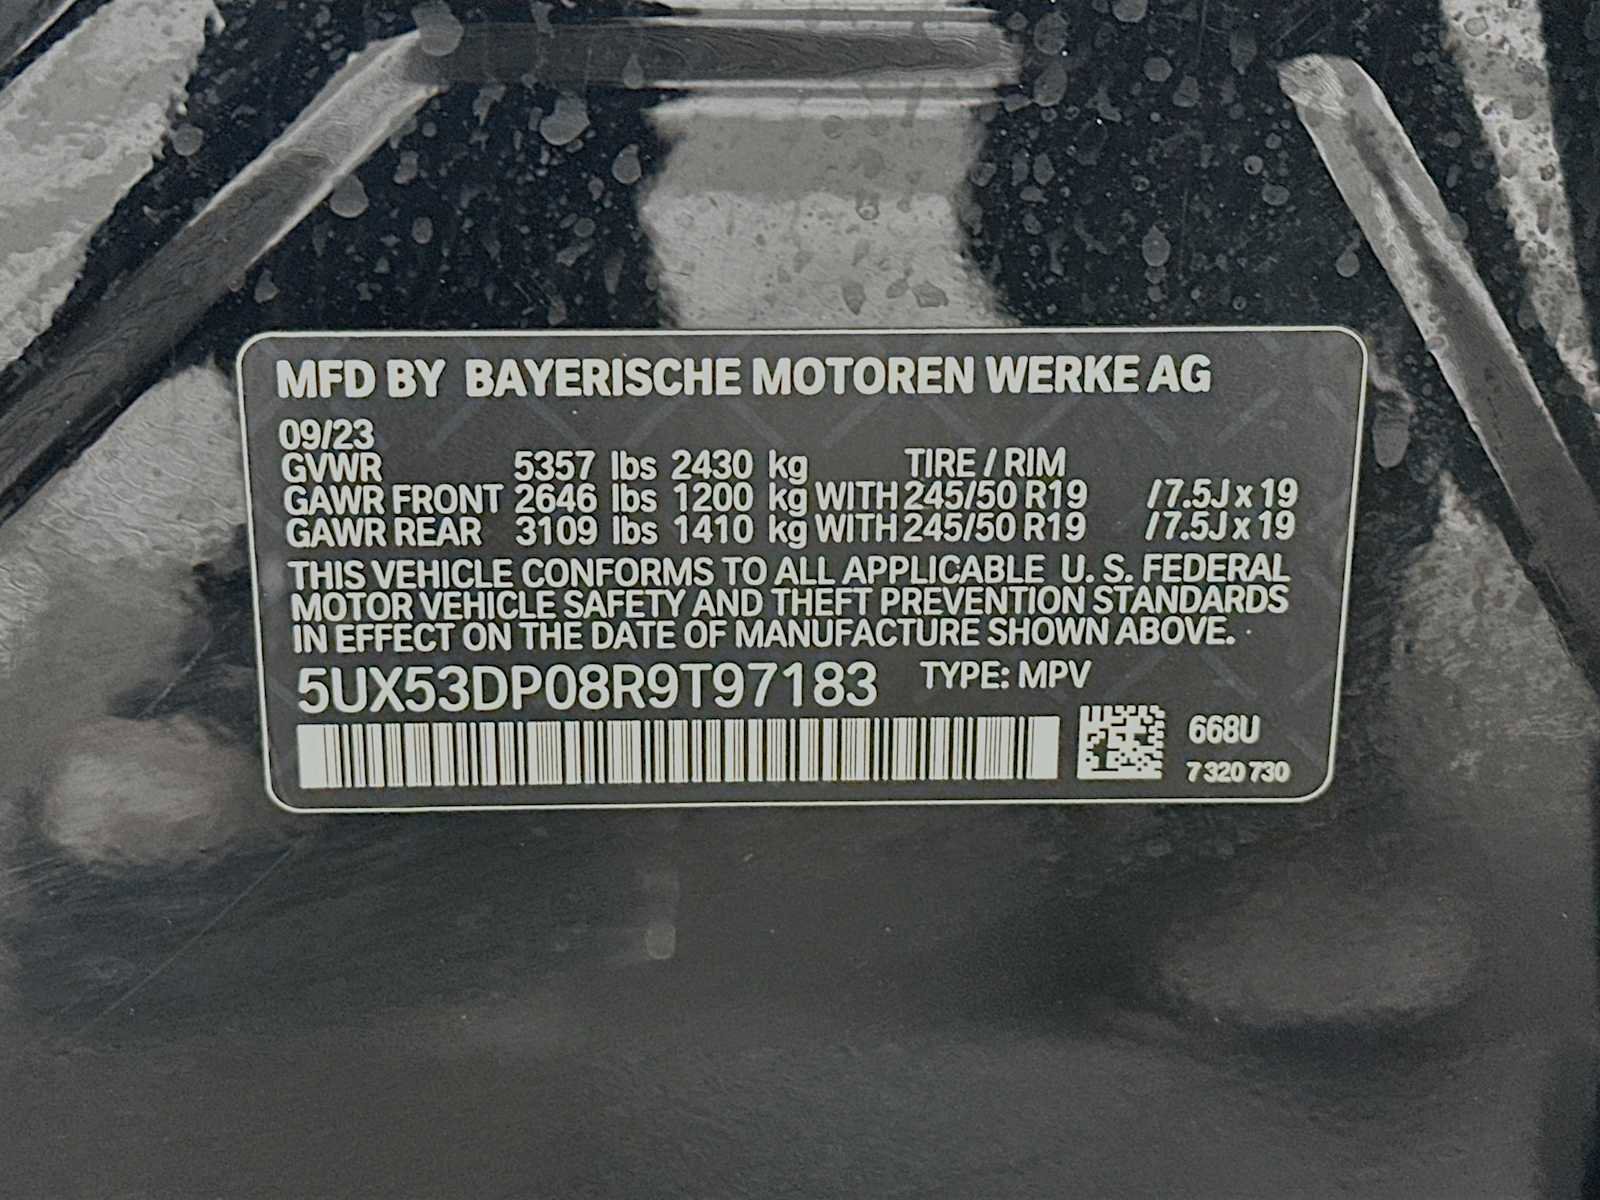 MFD BY BAYERISCHE MOTOREN WERKE AG
09/23
GVWR 5357 lbs 2430 kg TIRE / RIM
GAWR FRONT 2646 lbs 1200 kg WITH 245/50 R19 / 7.5J x 19
GAWR REAR 3109 lbs 1410 kg WITH 245/50 R19 / 7.5J x 19
THIS VEHICLE CONFORMS TO ALL APPLICABLE U. S. FEDERAL
MOTOR VEHICLE SAFETY AND THEFT PREVENTION STANDARDS
IN EFFECT ON THE DATE OF MANUFACTURE SHOWN ABOVE.
5UX53DP08R9T97183 TYPE: MPV
668U
7 320 730